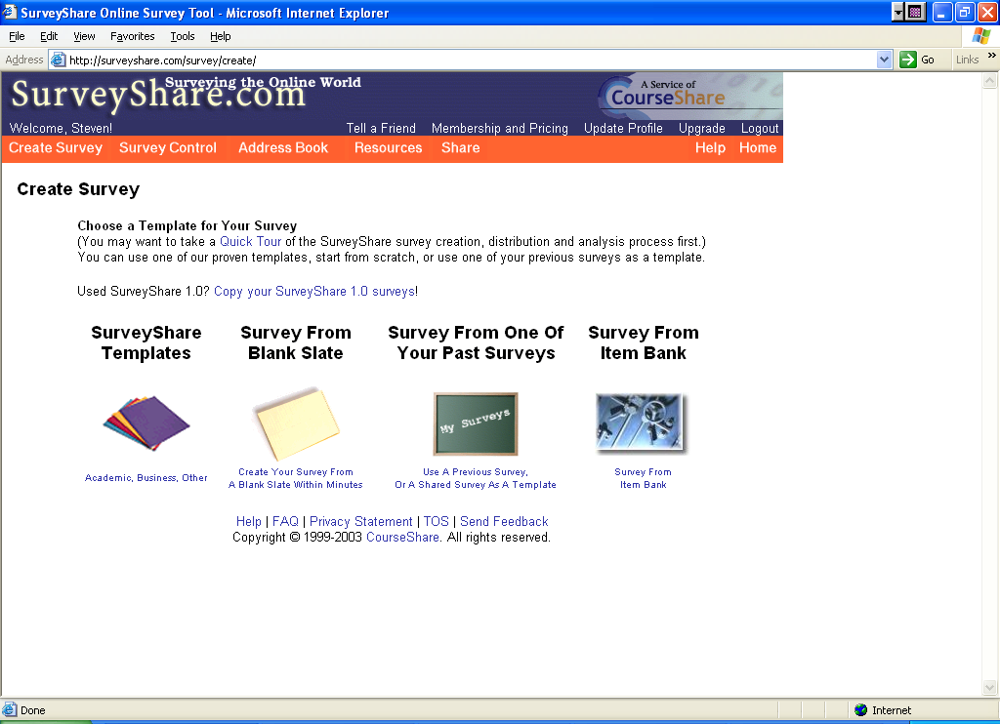 SurveyShare Online Survey Tool - Microsoft Internet Explorer
File Edit View Favorites Tools Help
Address http://surveyshare.com/survey/create/ Go Links »
Surveying the Online World
SurveyShare.com
A Service of
CourseShare
Welcome, Steven! Tell a Friend Membership and Pricing Update Profile Upgrade Logout
Create Survey Survey Control Address Book Resources Share Help Home
Create Survey
Choose a Template for Your Survey
(You may want to take a Quick Tour of the SurveyShare survey creation, distribution and analysis process first.)
You can use one of our proven templates, start from scratch, or use one of your previous surveys as a template.
Used SurveyShare 1.0? Copy your SurveyShare 1.0 surveys!
SurveyShare Survey From Survey From One Of Survey From
Templates Blank Slate Your Past Surveys Item Bank
My Surveys
Academic, Business, Other
Create Your Survey From
A Blank Slate Within Minutes
Use A Previous Survey,
Or A Shared Survey As A Template
Survey From
Item Bank
Help | FAQ | Privacy Statement | TOS | Send Feedback
Copyright © 1999-2003 CourseShare. All rights reserved.
Done Internet